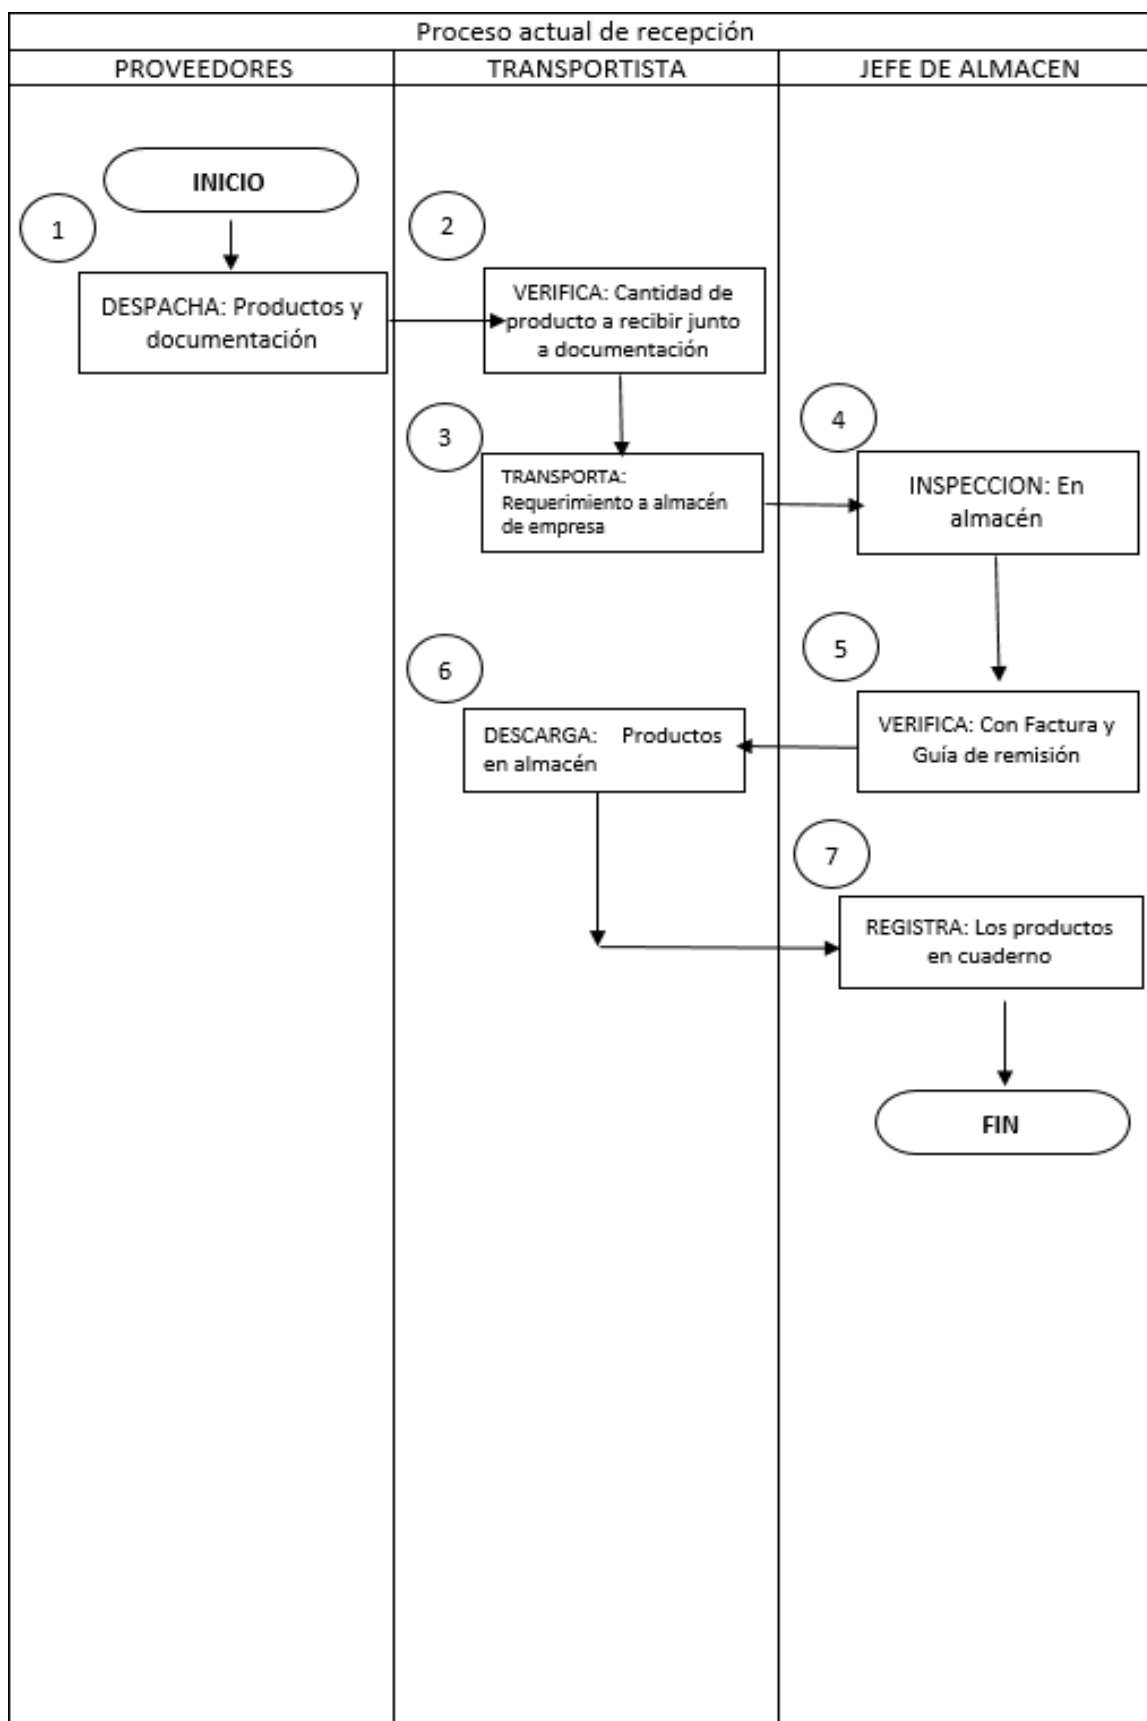 Proceso actual de recepción
PROVEEDORES
TRANSPORTISTA
JEFE DE ALMACEN
INICIO
1
DESPACHA: Productos y
documentación
2
VERIFICA: Cantidad de
producto a recibir junto
a documentación
3
TRANSPORTA:
Requerimiento a almacén
de empresa
4
INSPECCION: En
almacén
5
VERIFICA: Con Factura y
Guía de remisión
6
DESCARGA: Productos
en almacén
7
REGISTRA: Los productos
en cuaderno
FIN